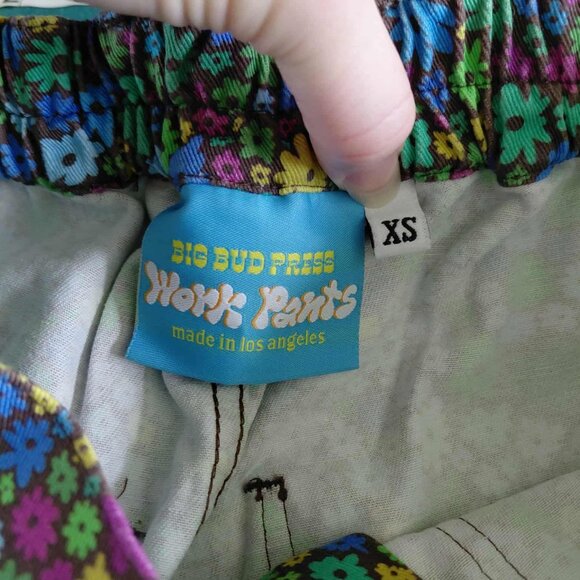 BIG BUD PRESS
Work Pants
made in los angeles
XS